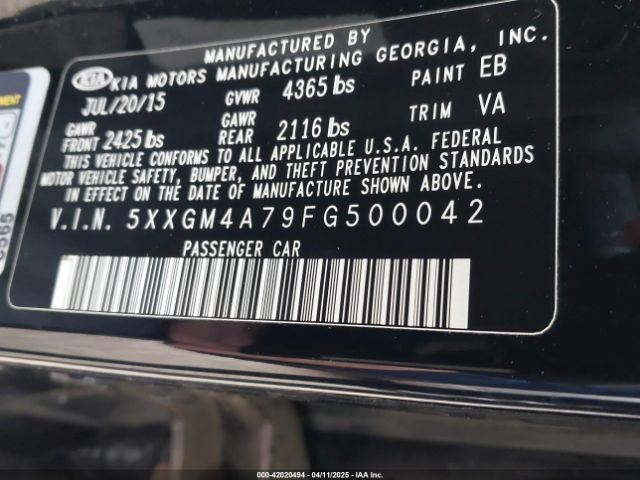 MANUFACTURED BY
KIA KIA MOTORS MANUFACTURING GEORGIA, INC.
JUL/20/15 GVWR 4365 lbs PAINT EB
GAWR FRONT 2425 lbs GAWR REAR 2116 lbs TRIM VA
THIS VEHICLE CONFORMS TO ALL APPLICABLE U.S.A. FEDERAL
MOTOR VEHICLE SAFETY, BUMPER, AND THEFT PREVENTION STANDARDS
IN EFFECT ON THE DATE OF MANUFACTURE SHOWN ABOVE.
V.I.N. 5XXGM4A79FG500042
PASSENGER CAR
000-42020494 - 04/11/2025 - IAAI Inc.